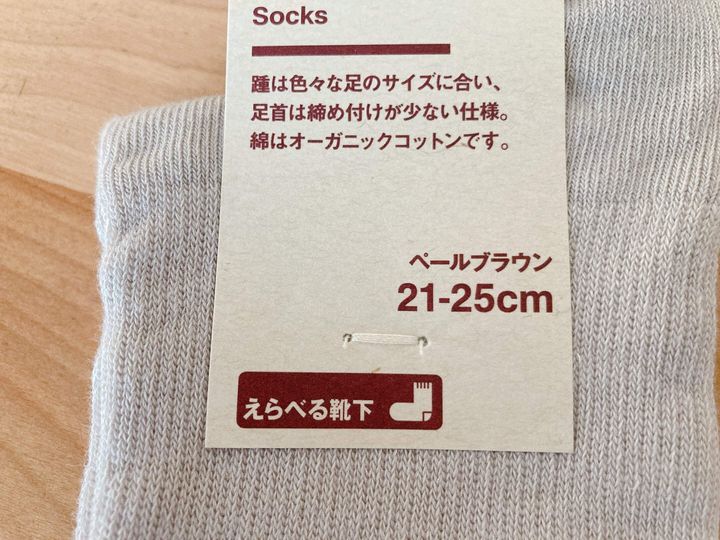 Socks
踵は色々な足のサイズに合い、
足首は締め付けが少ない仕様。
綿はオーガニックコットンです。
ペールブラウン
21-25cm
えらべる靴下